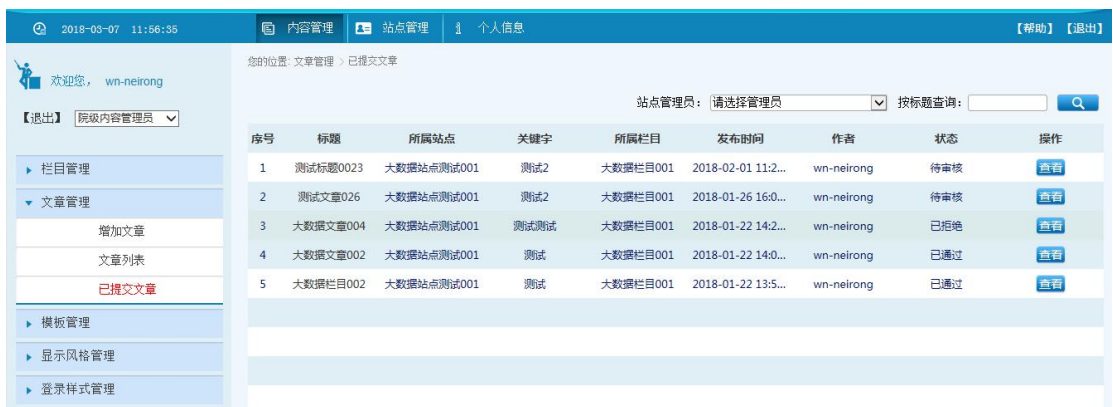 2018-03-07 11:56:35 内容管理 站点管理 个人信息 【帮助】 【退出】
您的位置: 文章管理 > 已提交文章
欢迎您， wn-neirong
【退出】 院级内容管理员
站点管理员： 请选择管理员 按标题查询：
序号 标题 所属站点 关键字 所属栏目 发布时间 作者 状态 操作
1 测试标题0023 大数据站点测试001 测试2 大数据栏目001 2018-02-01 11:2... wn-neirong 待审核 查看
2 测试文章026 大数据站点测试001 测试2 大数据栏目001 2018-01-26 16:0... wn-neirong 待审核 查看
3 大数据文章004 大数据站点测试001 测试测试 大数据栏目001 2018-01-22 14:2... wn-neirong 已拒绝 查看
4 大数据文章002 大数据站点测试001 测试 大数据栏目001 2018-01-22 14:0... wn-neirong 已通过 查看
5 大数据栏目002 大数据站点测试001 测试 大数据栏目001 2018-01-22 13:5... wn-neirong 已通过 查看
栏目管理
文章管理
增加文章
文章列表
已提交文章
模板管理
显示风格管理
登录样式管理